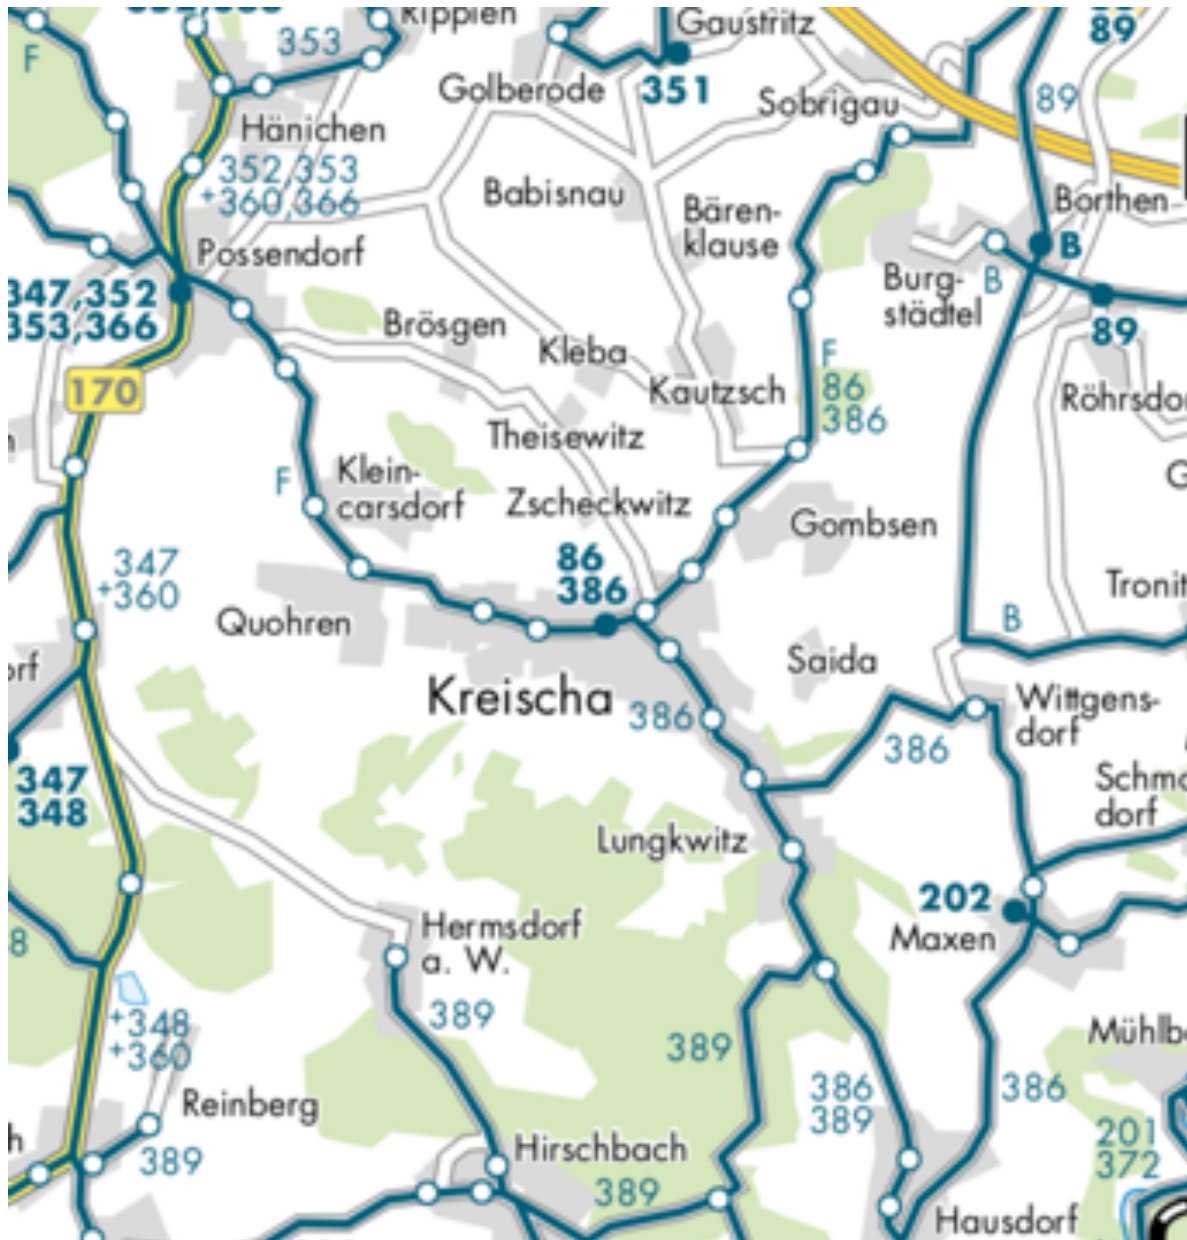 Rippien
Gaustritz
89
F
353
Golberode
351
Sobrigau
89
Hänichen
352,353
+360,366
Babisnau
Bären-
klause
Borthen
Possendorf
B
B
Burg-
städtel
347,352
353,366
Brösgen
Kleba
89
170
Kautzsch
F
86
386
Röhrsdo
Theisewitz
Klein-
carsdorf
F
Zscheckwitz
Gombsen
86
386
347
+360
Quohren
B
Saida
Kreischa
386
Wittgens-
dorf
386
347
348
Schm
dorf
Lungkwitz
202
Maxen
Hermsdorf
a. W.
389
+348
+360
389
Mühlb
386
389
386
Reinberg
389
Hirschbach
389
201
372
Hausdorf